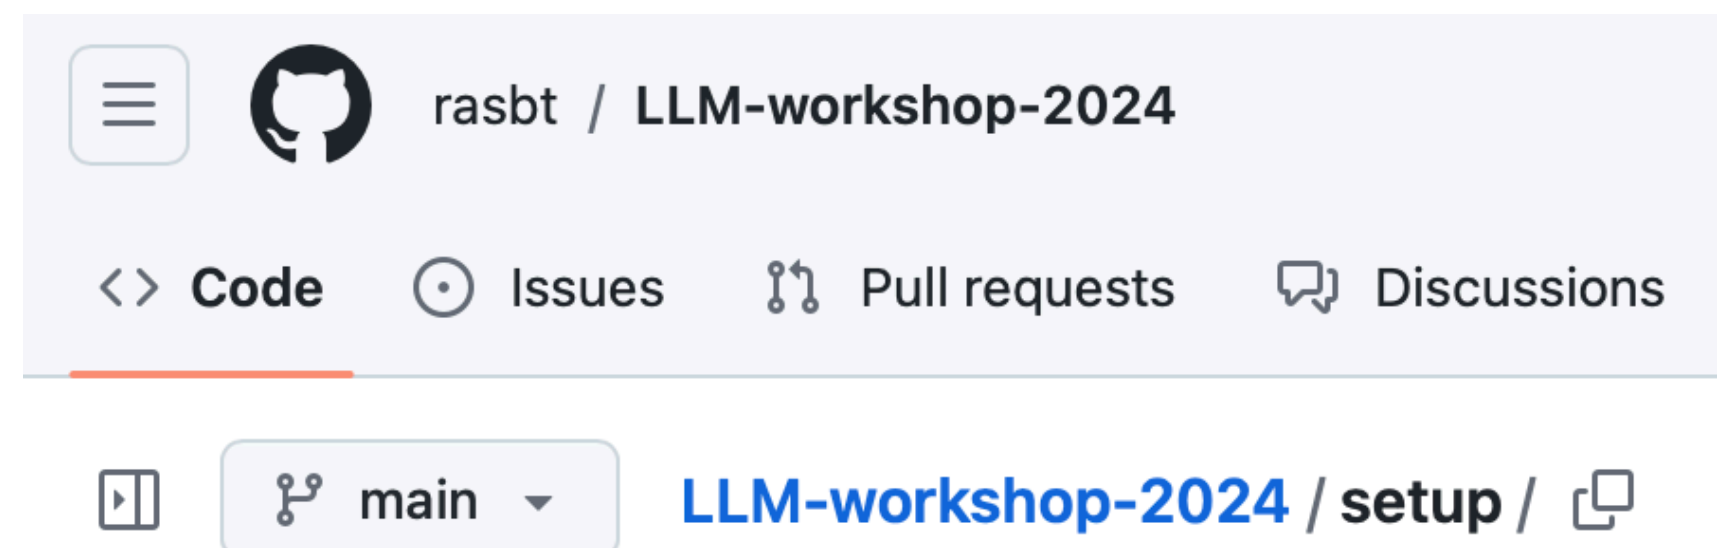 rasbt / LLM-workshop-2024
Code Issues Pull requests Discussions
main LLM-workshop-2024 / setup /